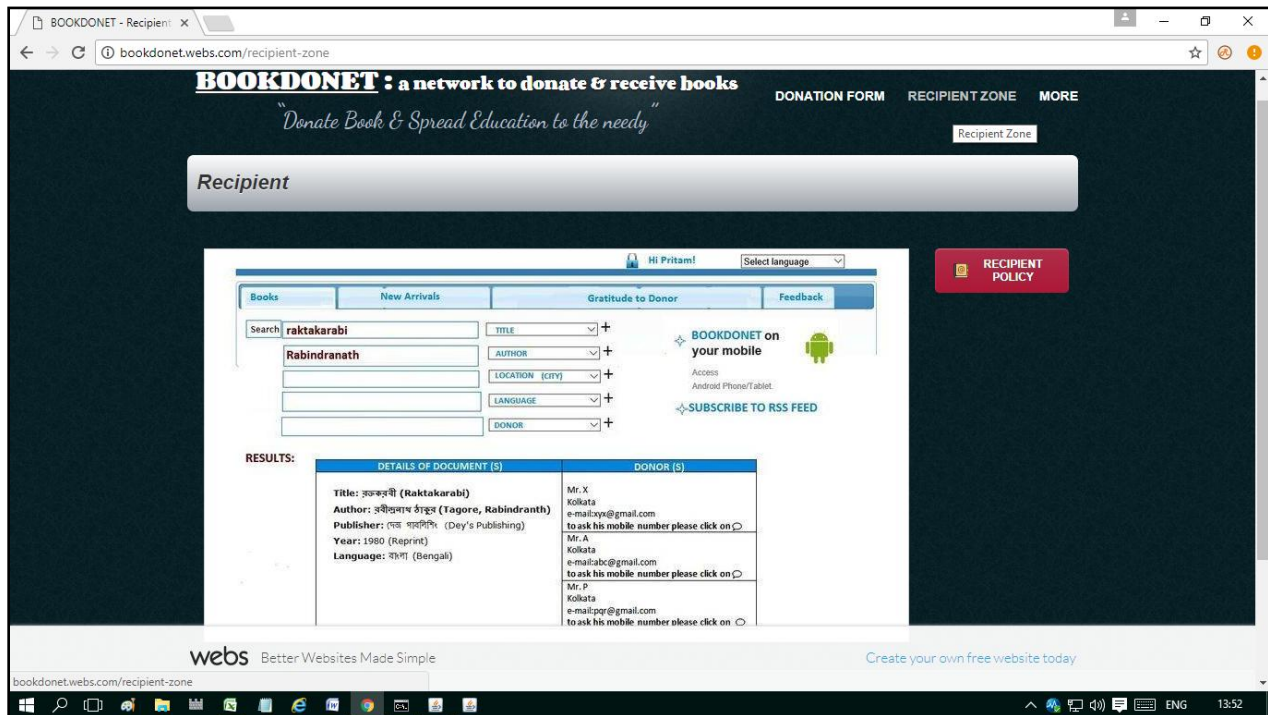 BOOKDONET - Recipient
bookdonet.webs.com/recipient-zone
BOOKDONET : a network to donate & receive books
"Donate Book & Spread Education to the needy"
DONATION FORM RECIPIENT ZONE MORE
Recipient Zone
Recipient
Hi Pritam! Select language
RECIPIENT
POLICY
Books New Arrivals Gratitude to Donor Feedback
Search raktakarabi TITLE +
Rabindranath AUTHOR +
LOCATION (CITY) +
LANGUAGE +
DONOR +
BOOKDONET on
your mobile
Access
Android Phone/Tablet.
SUBSCRIBE TO RSS FEED
RESULTS:
DETAILS OF DOCUMENT (S) DONOR (S)
Title: রক্তকরবী (Raktakarabi)
Author: রবীন্দ্রনাথ ঠাকুর (Tagore, Rabindranth)
Publisher: দেজ পাবলিশিং (Dey's Publishing)
Year: 1980 (Reprint)
Language: বাংলা (Bengali)
Mr. X
Kolkata
e-mail:xyx@gmail.com
to ask his mobile number please click on
Mr. A
Kolkata
e-mail:abc@gmail.com
to ask his mobile number please click on
Mr. P
Kolkata
e-mail:pqr@gmail.com
to ask his mobile number please click on
webs Better Websites Made Simple
Create your own free website today
bookdonet.webs.com/recipient-zone
ENG 13:52